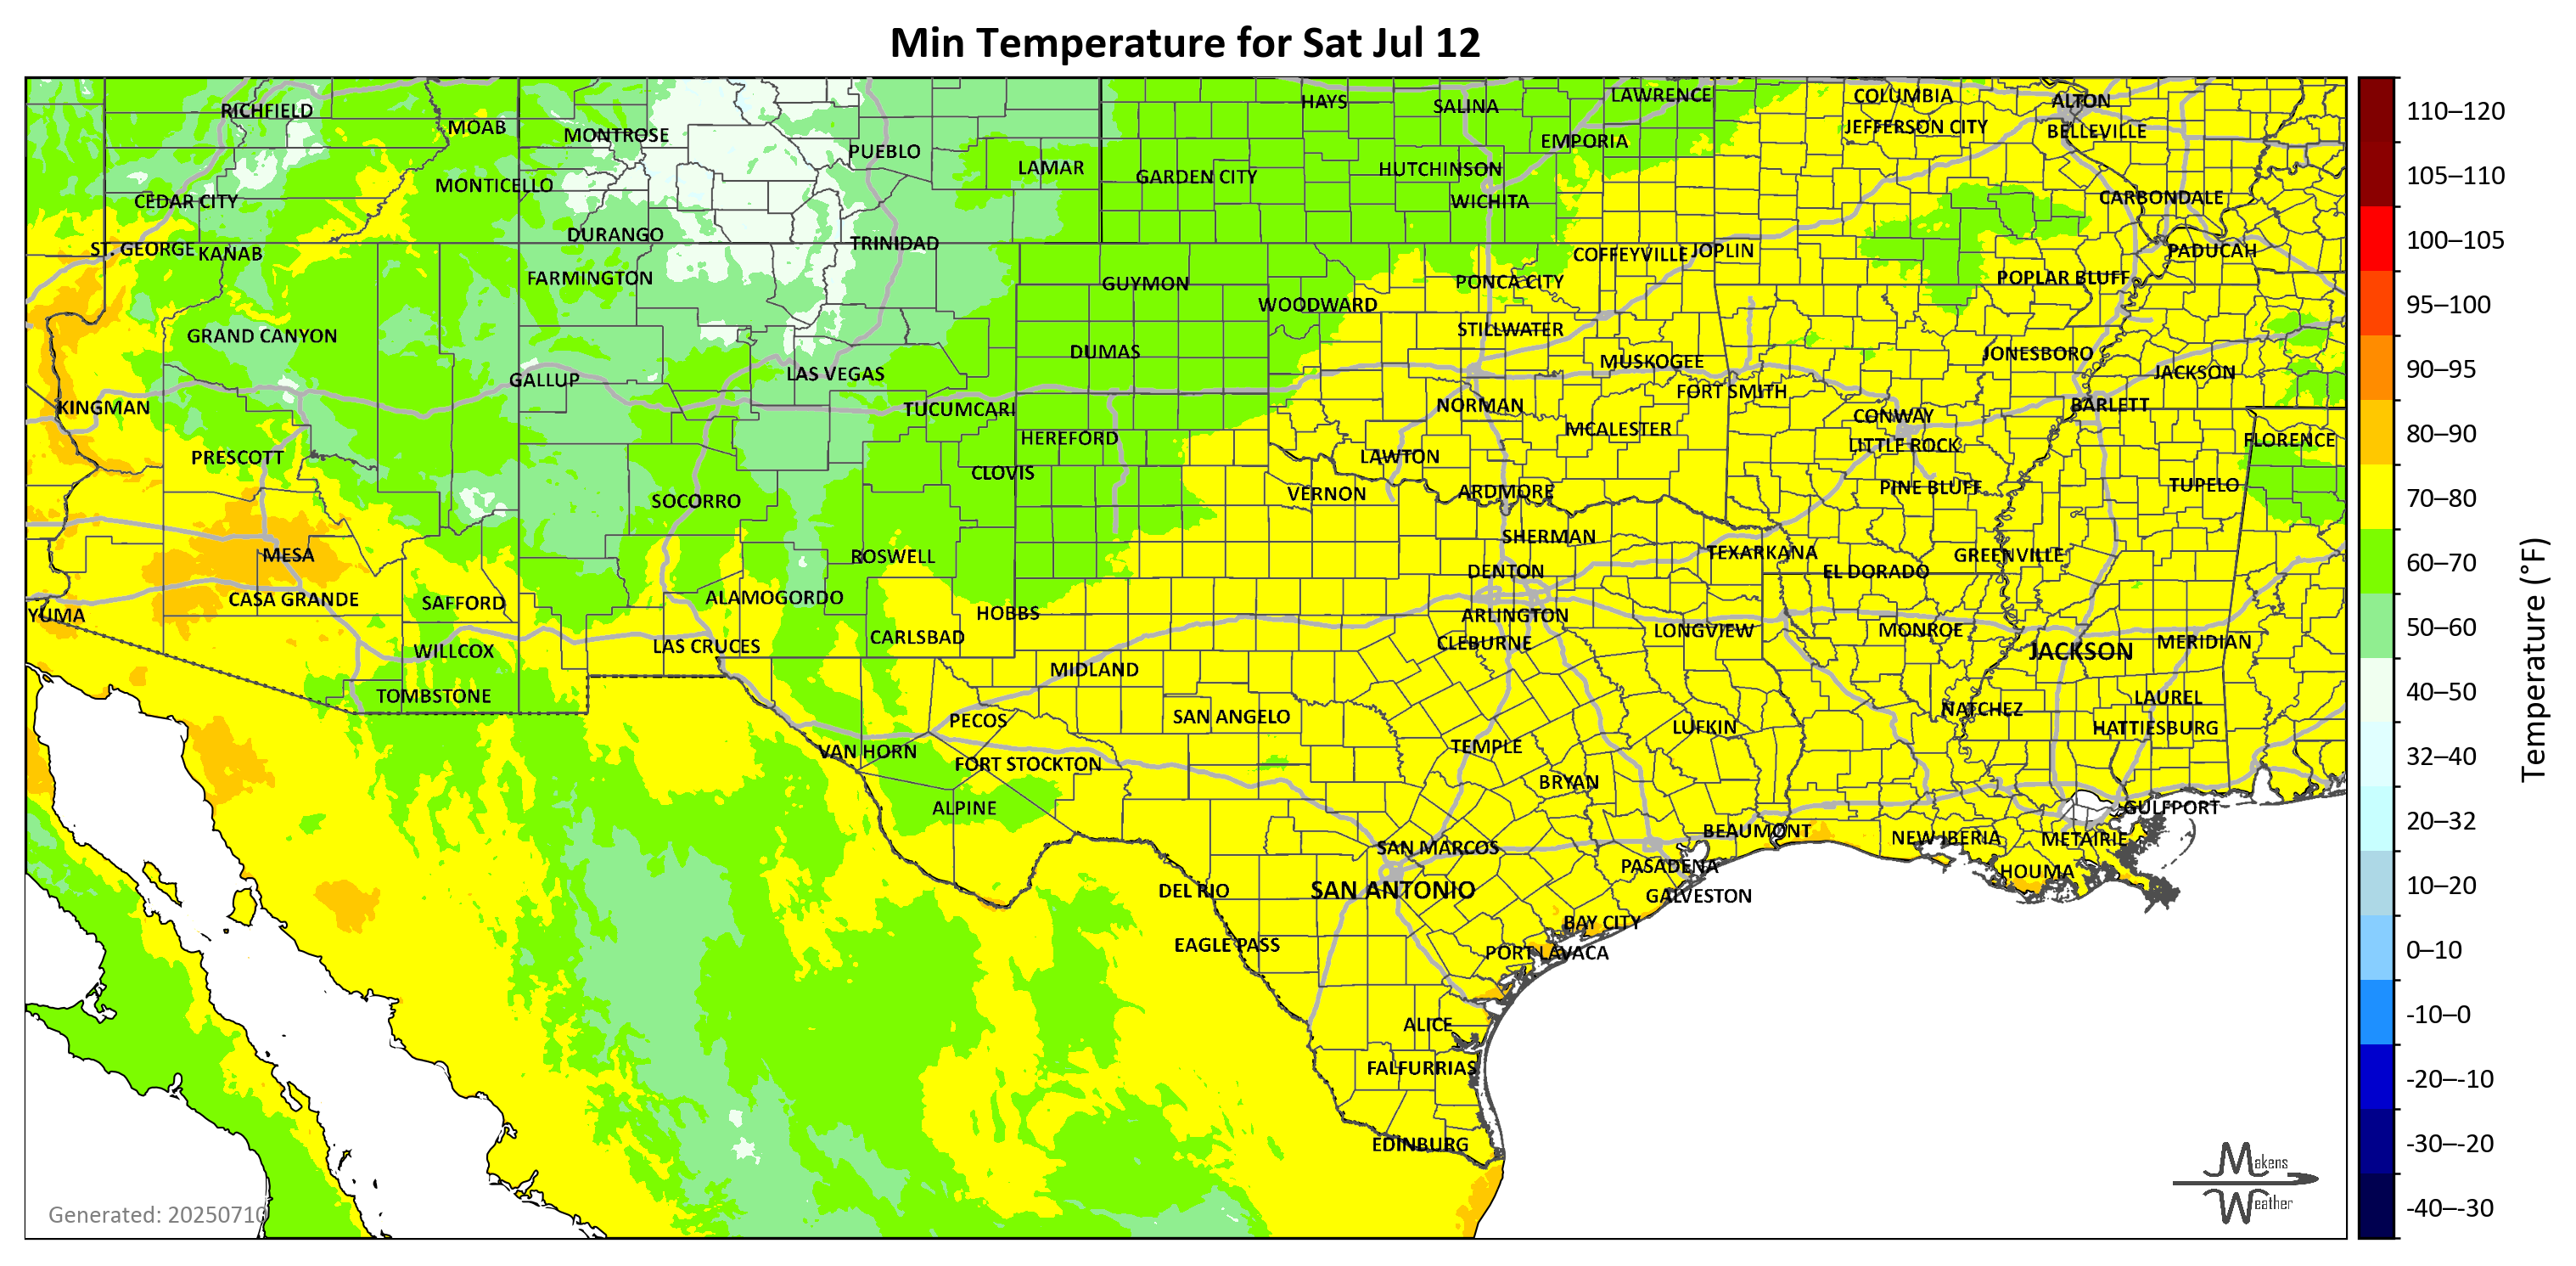 Min Temperature for Sat Jul 12
RICHFIELD
MOAB
MONTROSE
PUEBLO
LAMAR
HAYS
SALINA
LAWRENCE
COLUMBIA
ALTON
JEFFERSON CITY
BELLEVILLE
EMPORIA
HUTCHINSON
GARDEN CITY
MONTICELLO
CEDAR CITY
WICHITA
CARBONDALE
DURANGO
TRINIDAD
ST. GEORGE
KANAB
COFFEYVILLE
JOPLIN
PADUCAH
FARMINGTON
GUYMON
PONCA CITY
POPLAR BLUFF
WOODWARD
GRAND CANYON
STILLWATER
DUMAS
MUSKOGEE
JONESBORO
JACKSON
GALLUP
LAS VEGAS
FORT SMITH
KINGMAN
TUCUMCARI
NORMAN
CONWAY
BARLETT
HEREFORD
MCALESTER
LITTLE ROCK
FLORENCE
PRESCOTT
LAWTON
CLOVIS
SOCORRO
VERNON
ARDMORE
PINE BLUFF
TUPELO
SHERMAN
MESA
ROSWELL
TEXARKANA
GREENVILLE
DENTON
EL DORADO
CASA GRANDE
SAFFORD
ALAMOGORDO
HOBBS
YUMA
ARLINGTON
LONGVIEW
MONROE
CARLSBAD
CLEBURNE
MERIDIAN
WILLCOX
LAS CRUCES
JACKSON
MIDLAND
TOMBSTONE
LAUREL
NATCHEZ
PECOS
SAN ANGELO
LUFKIN
HATTIESBURG
VAN HORN
TEMPLE
FORT STOCKTON
BRYAN
ALPINE
GULFPORT
BEAUMONT
NEW IBERIA
METAIRIE
SAN MARCOS
PASADENA
HOUMA
DEL RIO
SAN ANTONIO
GALVESTON
BAY CITY
EAGLE PASS
PORT LAVACA
ALICE
FALFURRIAS
EDINBURG
Generated: 20250710
Makens
Weather
110–120
105–110
100–105
95–100
90–95
80–90
70–80
60–70
50–60
40–50
32–40
20–32
10–20
0–10
-10–0
-20–-10
-30–-20
-40–-30
Temperature (°F)